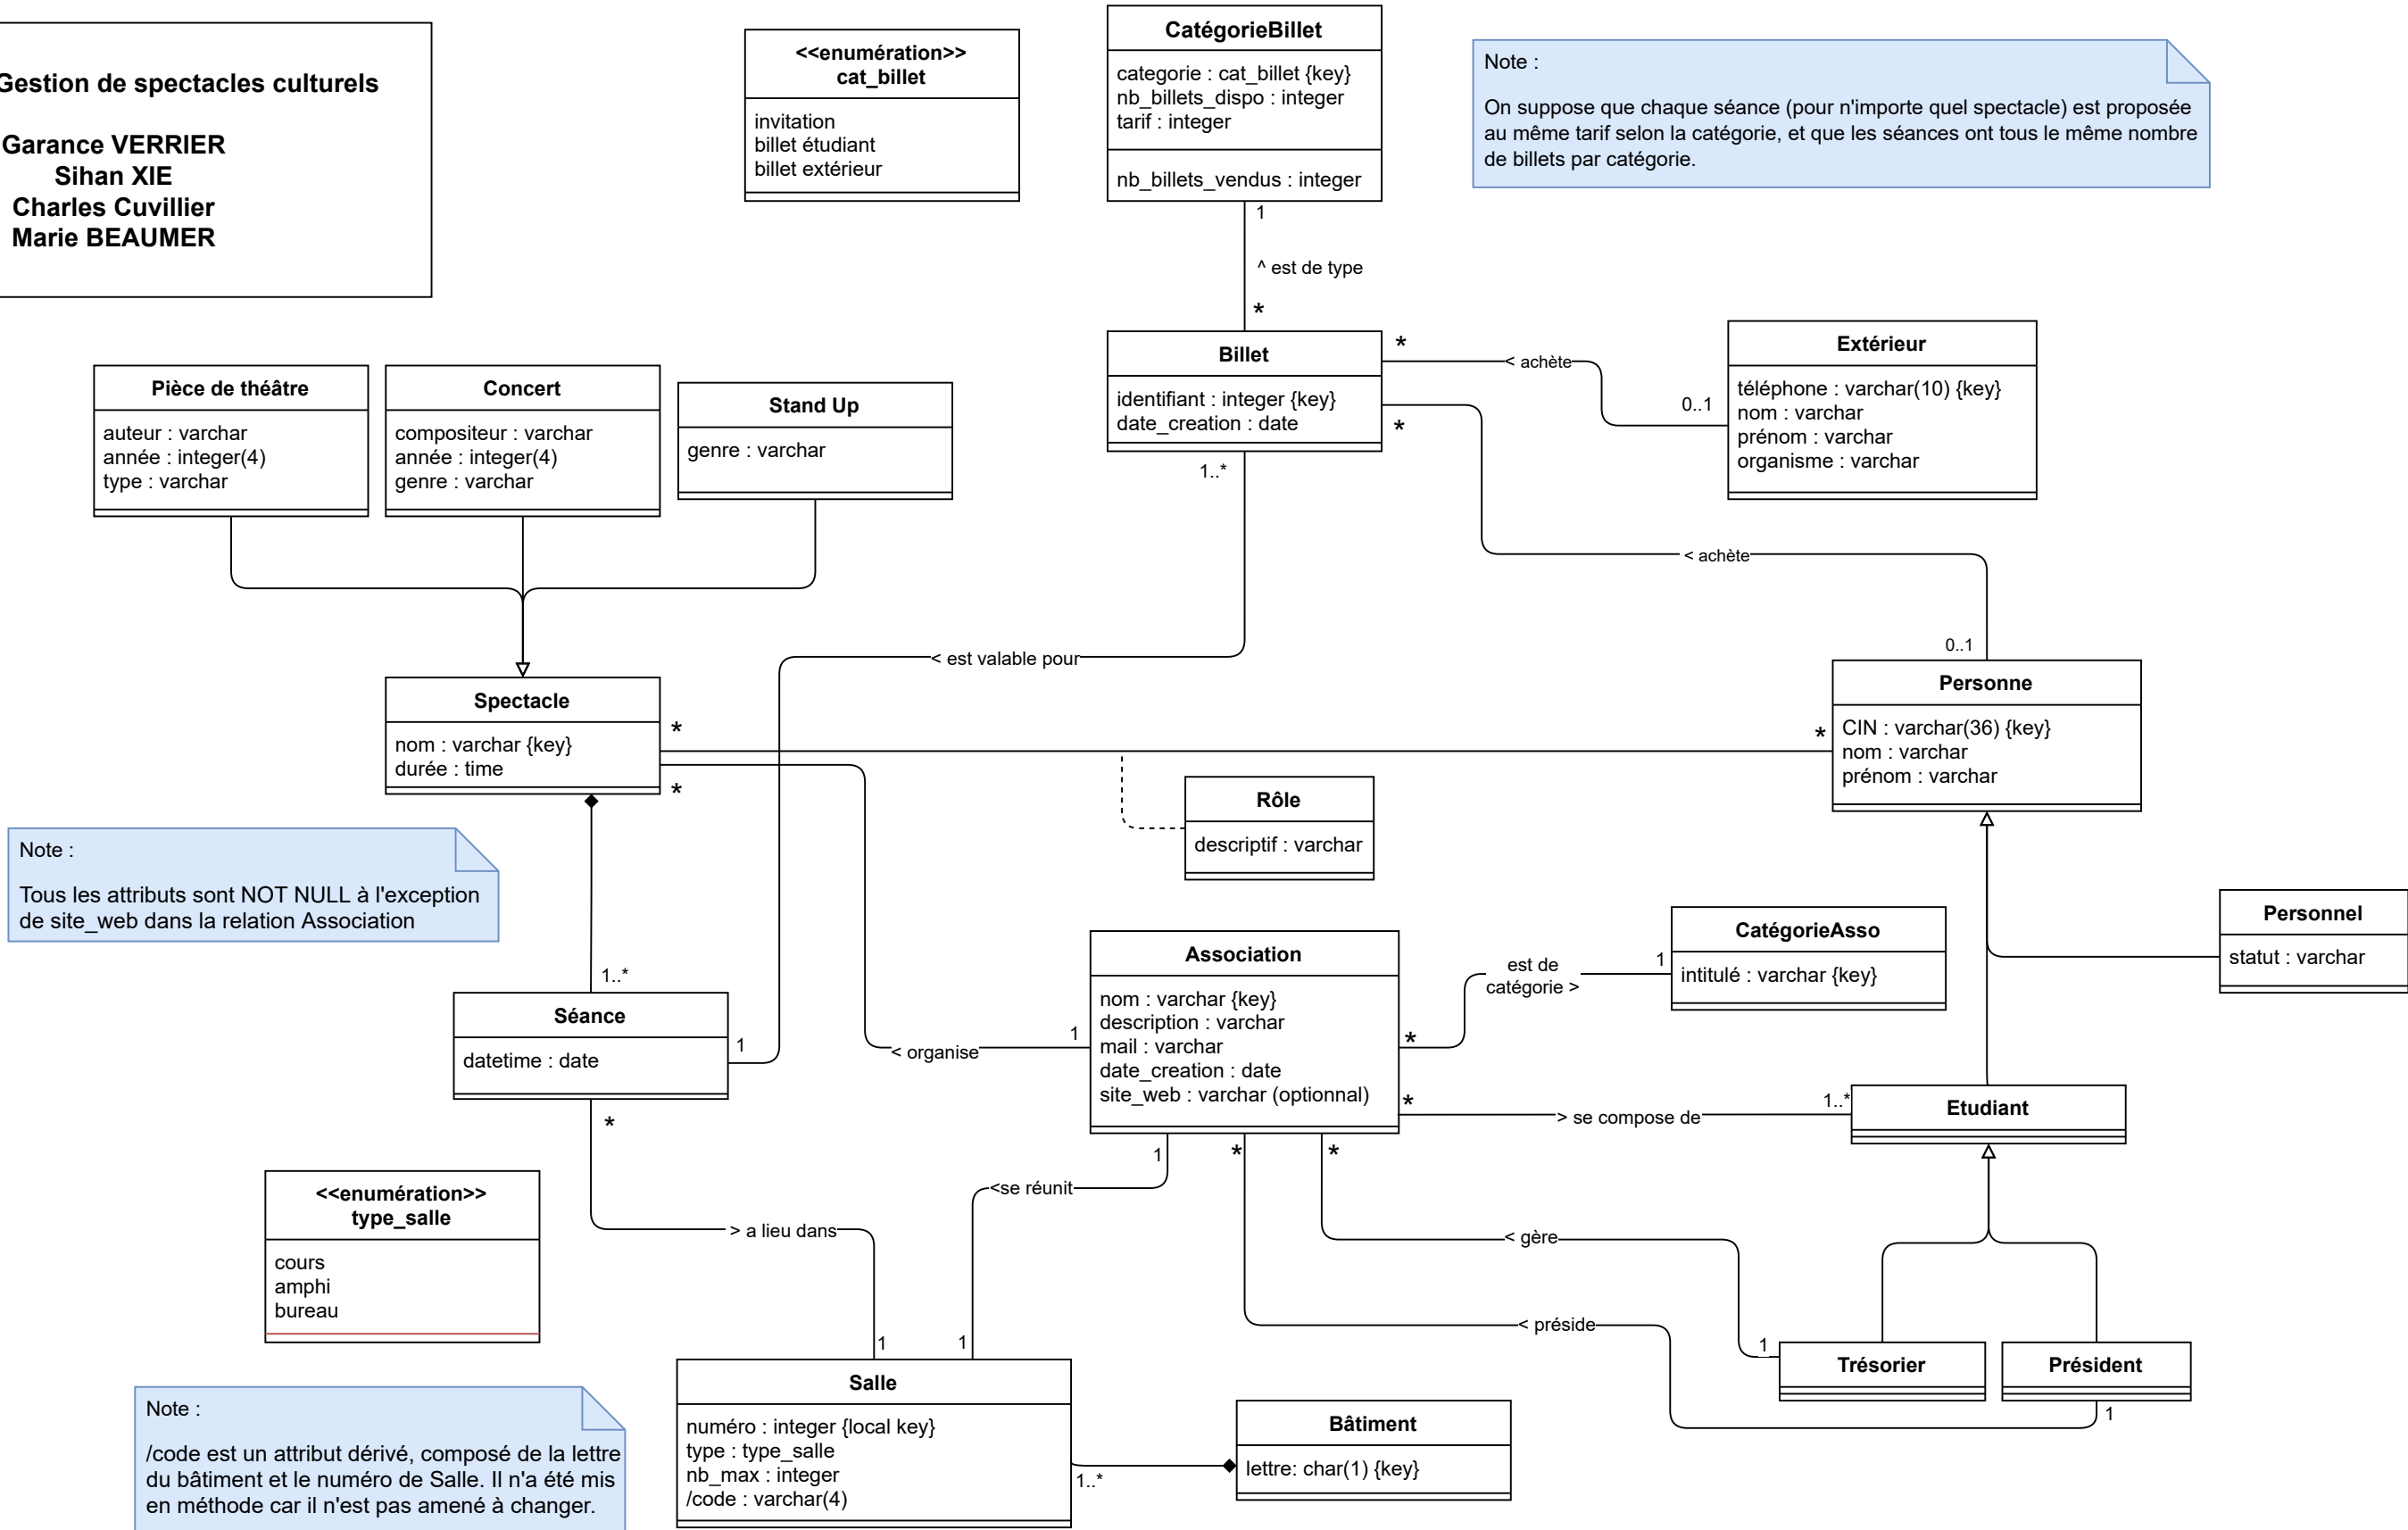 Gestion de spectacles culturels
Garance VERRIER
Sihan XIE
Charles Cuvillier
Marie BEAUMER
<<enumération>>
cat_billet
invitation
billet étudiant
billet extérieur
CatégorieBillet
categorie : cat_billet {key}
nb_billets_dispo : integer
tarif : integer
nb_billets_vendus : integer
Note :
On suppose que chaque séance (pour n'importe quel spectacle) est proposée
au même tarif selon la catégorie, et que les séances ont tous le même nombre
de billets par catégorie.
1
^ est de type
*
Billet
identifiant : integer {key}
date_creation : date
*
< achète
0..1
*
1..*
Extérieur
téléphone : varchar(10) {key}
nom : varchar
prénom : varchar
organisme : varchar
Pièce de théâtre
auteur : varchar
année : integer(4)
type : varchar
Concert
compositeur : varchar
année : integer(4)
genre : varchar
Stand Up
genre : varchar
< achète
0..1
< est valable pour
Spectacle
nom : varchar {key}
durée : time
*
*
*
Personne
CIN : varchar(36) {key}
nom : varchar
prénom : varchar
Rôle
descriptif : varchar
Note :
Tous les attributs sont NOT NULL à l'exception
de site_web dans la relation Association
1..*
Séance
datetime : date
1
*
< organise
1
Association
nom : varchar {key}
description : varchar
mail : varchar
date_creation : date
site_web : varchar (optionnal)
est de
catégorie >
1
*
CatégorieAsso
intitulé : varchar {key}
Personnel
statut : varchar
*
> se compose de
1..*
Etudiant
1
*
*
<se réunit
<<enumération>>
type_salle
cours
amphi
bureau
> a lieu dans
< gère
< préside
1
1
1
Trésorier
Président
1
Salle
numéro : integer {local key}
type : type_salle
nb_max : integer
/code : varchar(4)
1..*
Bâtiment
lettre: char(1) {key}
Note :
/code est un attribut dérivé, composé de la lettre
du bâtiment et le numéro de Salle. Il n'a été mis
en méthode car il n'est pas amené à changer.